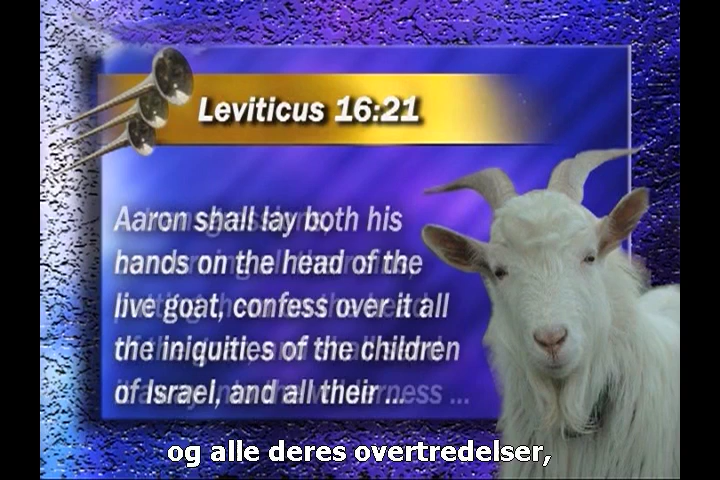 Leviticus 16:21
Aaron shall lay both his
hands on the head of the
live goat, confess over it all
the iniquities of the children
of Israel, and all their ...
og alle deres overtredelser,